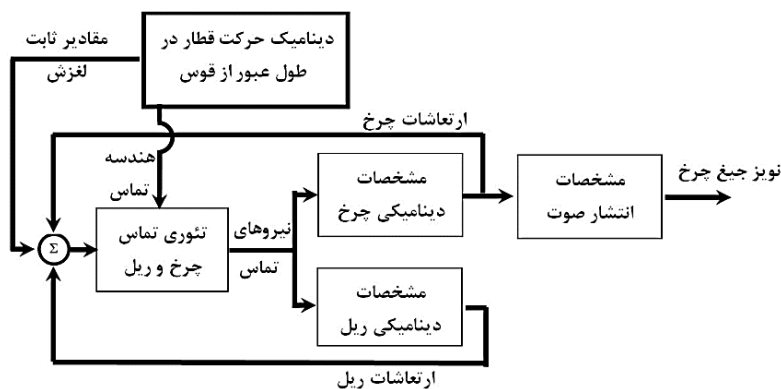 مقادیر ثابت
لغزش
دینامیک حرکت قطار در
طول عبور از قوس
ارتعاشات چرخ
هندسه
تماس
مشخصات
دینامیکی چرخ
مشخصات
انتشار صوت
نویز جیغ چرخ
Σ
تئوری تماس
چرخ و ریل
نیروهای
تماس
مشخصات
دینامیکی ریل
ارتعاشات ریل